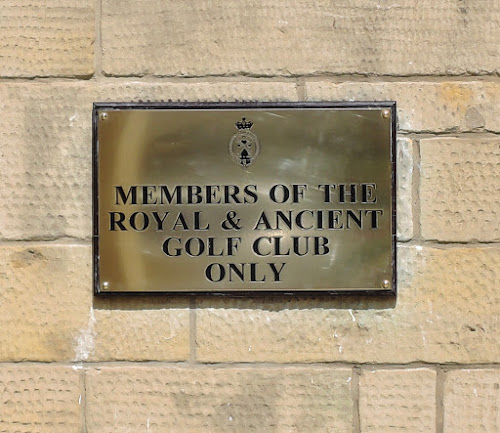 MEMBERS OF THE
ROYAL & ANCIENT
GOLF CLUB
ONLY